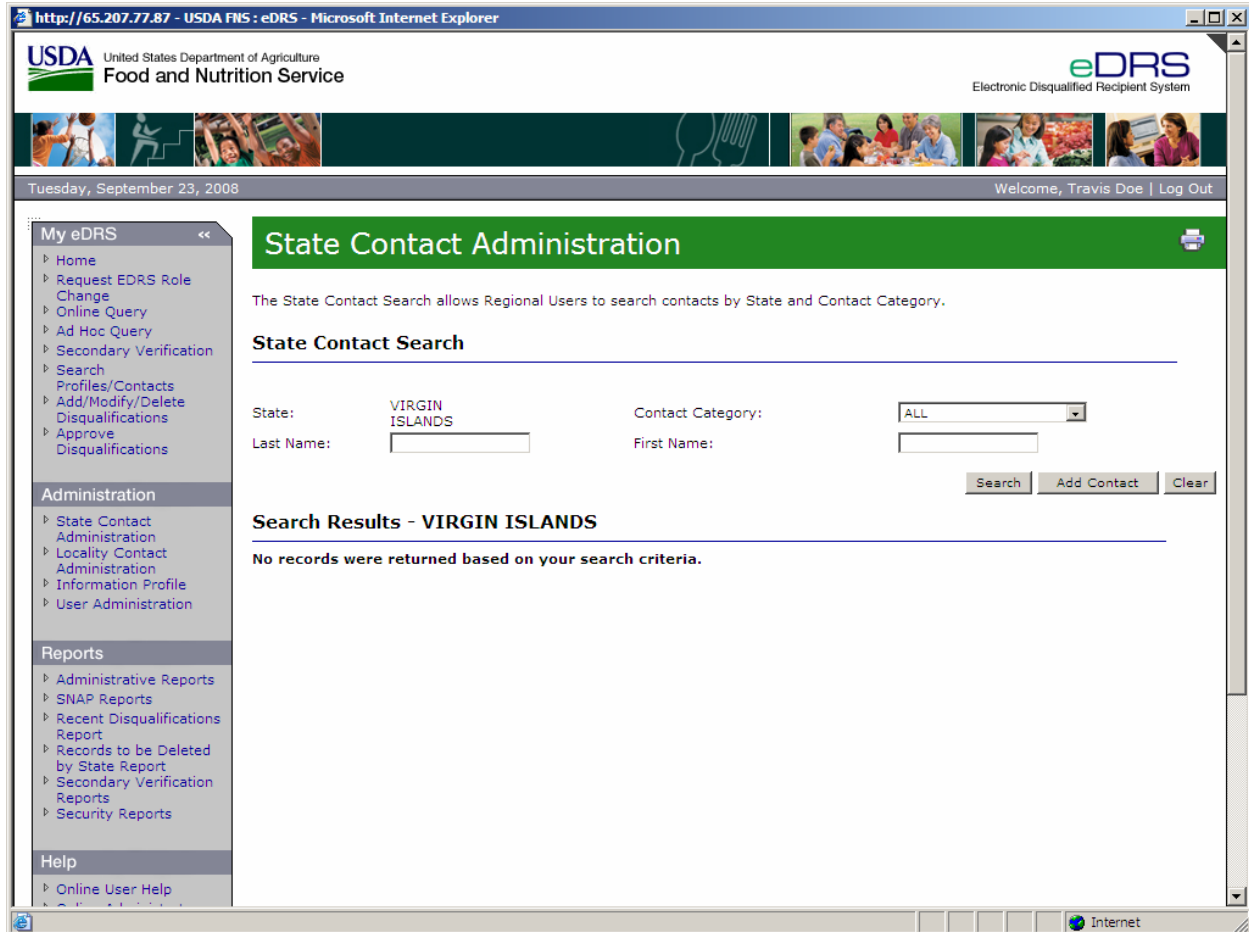 http://65.207.77.87 - USDA FNS : eDRS - Microsoft Internet Explorer
USDA
United States Department of Agriculture
Food and Nutrition Service
eDRS
Electronic Disqualified Recipient System
Tuesday, September 23, 2008
Welcome, Travis Doe | Log Out
My eDRS «
Home
Request EDRS Role
Change
Online Query
Ad Hoc Query
Secondary Verification
Search
Profiles/Contacts
Add/Modify/Delete
Disqualifications
Approve
Disqualifications
Administration
State Contact
Administration
Locality Contact
Administration
Information Profile
User Administration
Reports
Administrative Reports
SNAP Reports
Recent Disqualifications
Report
Records to be Deleted
by State Report
Secondary Verification
Reports
Security Reports
Help
Online User Help
State Contact Administration
The State Contact Search allows Regional Users to search contacts by State and Contact Category.
State Contact Search
State:
VIRGIN
ISLANDS
Contact Category:
ALL
Last Name:
First Name:
Search
Add Contact
Clear
Search Results - VIRGIN ISLANDS
No records were returned based on your search criteria.
Internet